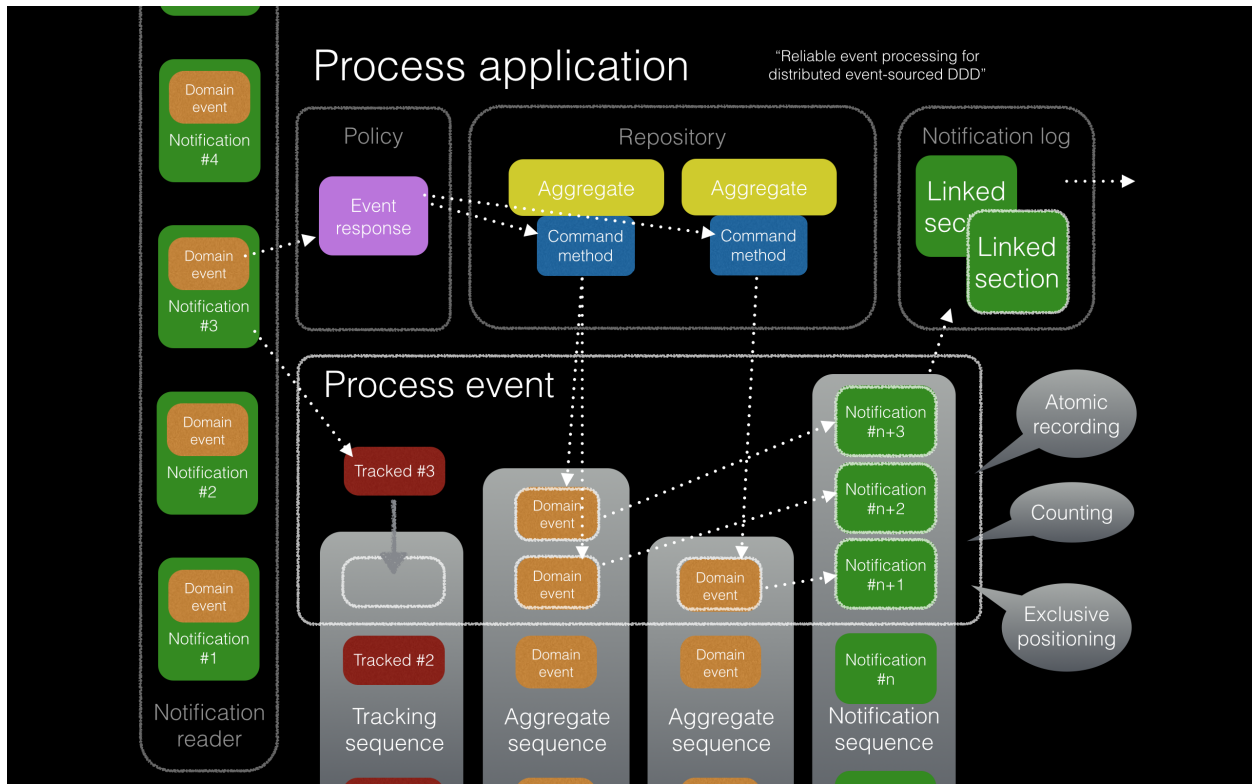 Process application
“Reliable event processing for
distributed event-sourced DDD”
Domain
event
Notification
#4
Domain
event
Notification
#3
Domain
event
Notification
#2
Domain
event
Notification
#1
Notification
reader
Policy
Event
response
Repository
Aggregate
Command
method
Aggregate
Command
method
Notification log
Linked
section
Linked
section
Process event
Tracked #3
Tracked #2
Tracking
sequence
Domain
event
Domain
event
Domain
event
Aggregate
sequence
Domain
event
Domain
event
Aggregate
sequence
Notification
#n+3
Notification
#n+2
Notification
#n+1
Notification
#n
Notification
sequence
Atomic
recording
Counting
Exclusive
positioning